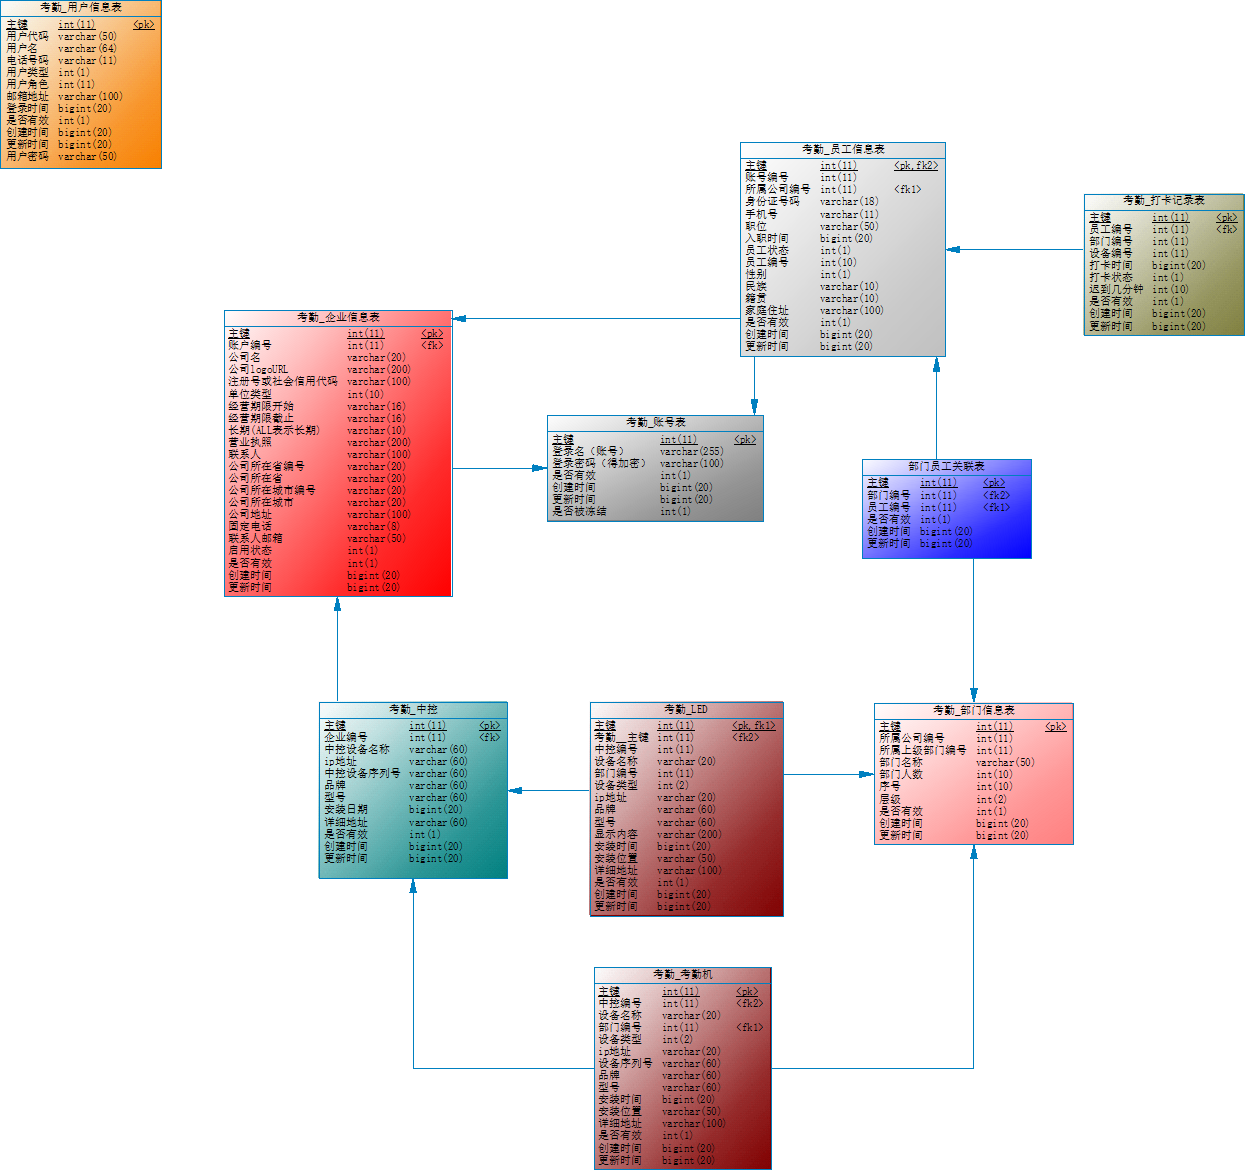 考勤_用户信息表
主键 int(11) <pk>
用户代码 varchar(50)
用户名 varchar(64)
电话号码 varchar(11)
用户类型 int(1)
用户角色 int(11)
邮箱地址 varchar(100)
登录时间 bigint(20)
是否有效 int(1)
创建时间 bigint(20)
更新时间 bigint(20)
用户密码 varchar(50)
考勤_员工信息表
主键 int(11) <pk,fk2>
账号编号 int(11)
所属公司编号 int(11) <fk1>
身份证号码 varchar(18)
手机号 varchar(11)
职位 varchar(50)
入职时间 bigint(20)
员工状态 int(1)
员工编号 int(10)
性别 int(1)
民族 varchar(10)
籍贯 varchar(10)
家庭住址 varchar(100)
是否有效 int(1)
创建时间 bigint(20)
更新时间 bigint(20)
考勤_打卡记录表
主键 int(11) <pk>
员工编号 int(11) <fk>
部门编号 int(11)
设备编号 int(11)
打卡时间 bigint(20)
打卡状态 int(1)
迟到几分钟 int(10)
是否有效 int(1)
创建时间 bigint(20)
更新时间 bigint(20)
考勤_企业信息表
主键 int(11) <pk>
账户编号 int(11) <fk>
公司名 varchar(20)
公司logoURL varchar(200)
注册号或社会信用代码 varchar(100)
单位类型 int(10)
经营期限开始 varchar(16)
经营期限截止 varchar(16)
长期(ALL表示长期) varchar(10)
营业执照 varchar(200)
联系人 varchar(100)
公司所在省编号 varchar(20)
公司所在省 varchar(20)
公司所在城市编号 varchar(20)
公司所在城市 varchar(20)
公司地址 varchar(100)
固定电话 varchar(8)
联系人邮箱 varchar(50)
启用状态 int(1)
是否有效 int(1)
创建时间 bigint(20)
更新时间 bigint(20)
考勤_账号表
主键 int(11) <pk>
登录名（账号） varchar(255)
登录密码（得加密） varchar(100)
是否有效 int(1)
创建时间 bigint(20)
更新时间 bigint(20)
是否被冻结 int(1)
部门员工关联表
主键 int(11) <pk>
部门编号 int(11) <fk2>
员工编号 int(11) <fk1>
是否有效 int(1)
创建时间 bigint(20)
更新时间 bigint(20)
考勤_中控
主键 int(11) <pk>
企业编号 int(11) <fk>
中控设备名称 varchar(60)
ip地址 varchar(60)
中控设备序列号 varchar(60)
品牌 varchar(60)
型号 varchar(60)
安装日期 bigint(20)
详细地址 varchar(60)
是否有效 int(1)
创建时间 bigint(20)
更新时间 bigint(20)
考勤_LED
主键 int(11) <pk,fk1>
考勤__主键 int(11) <fk2>
中控编号 int(11)
设备名称 varchar(20)
部门编号 int(11)
设备类型 int(2)
ip地址 varchar(20)
品牌 varchar(60)
型号 varchar(60)
显示内容 varchar(200)
安装时间 bigint(20)
安装位置 varchar(50)
详细地址 varchar(100)
是否有效 int(1)
创建时间 bigint(20)
更新时间 bigint(20)
考勤_部门信息表
主键 int(11) <pk>
所属公司编号 int(11)
所属上级部门编号 int(11)
部门名称 varchar(50)
部门人数 int(10)
序号 int(10)
层级 int(2)
是否有效 int(1)
创建时间 bigint(20)
更新时间 bigint(20)
考勤_考勤机
主键 int(11) <pk>
中控编号 int(11) <fk2>
设备名称 varchar(20)
部门编号 int(11) <fk1>
设备类型 int(2)
ip地址 varchar(20)
设备序列号 varchar(60)
品牌 varchar(60)
型号 varchar(60)
安装时间 bigint(20)
安装位置 varchar(50)
详细地址 varchar(100)
是否有效 int(1)
创建时间 bigint(20)
更新时间 bigint(20)